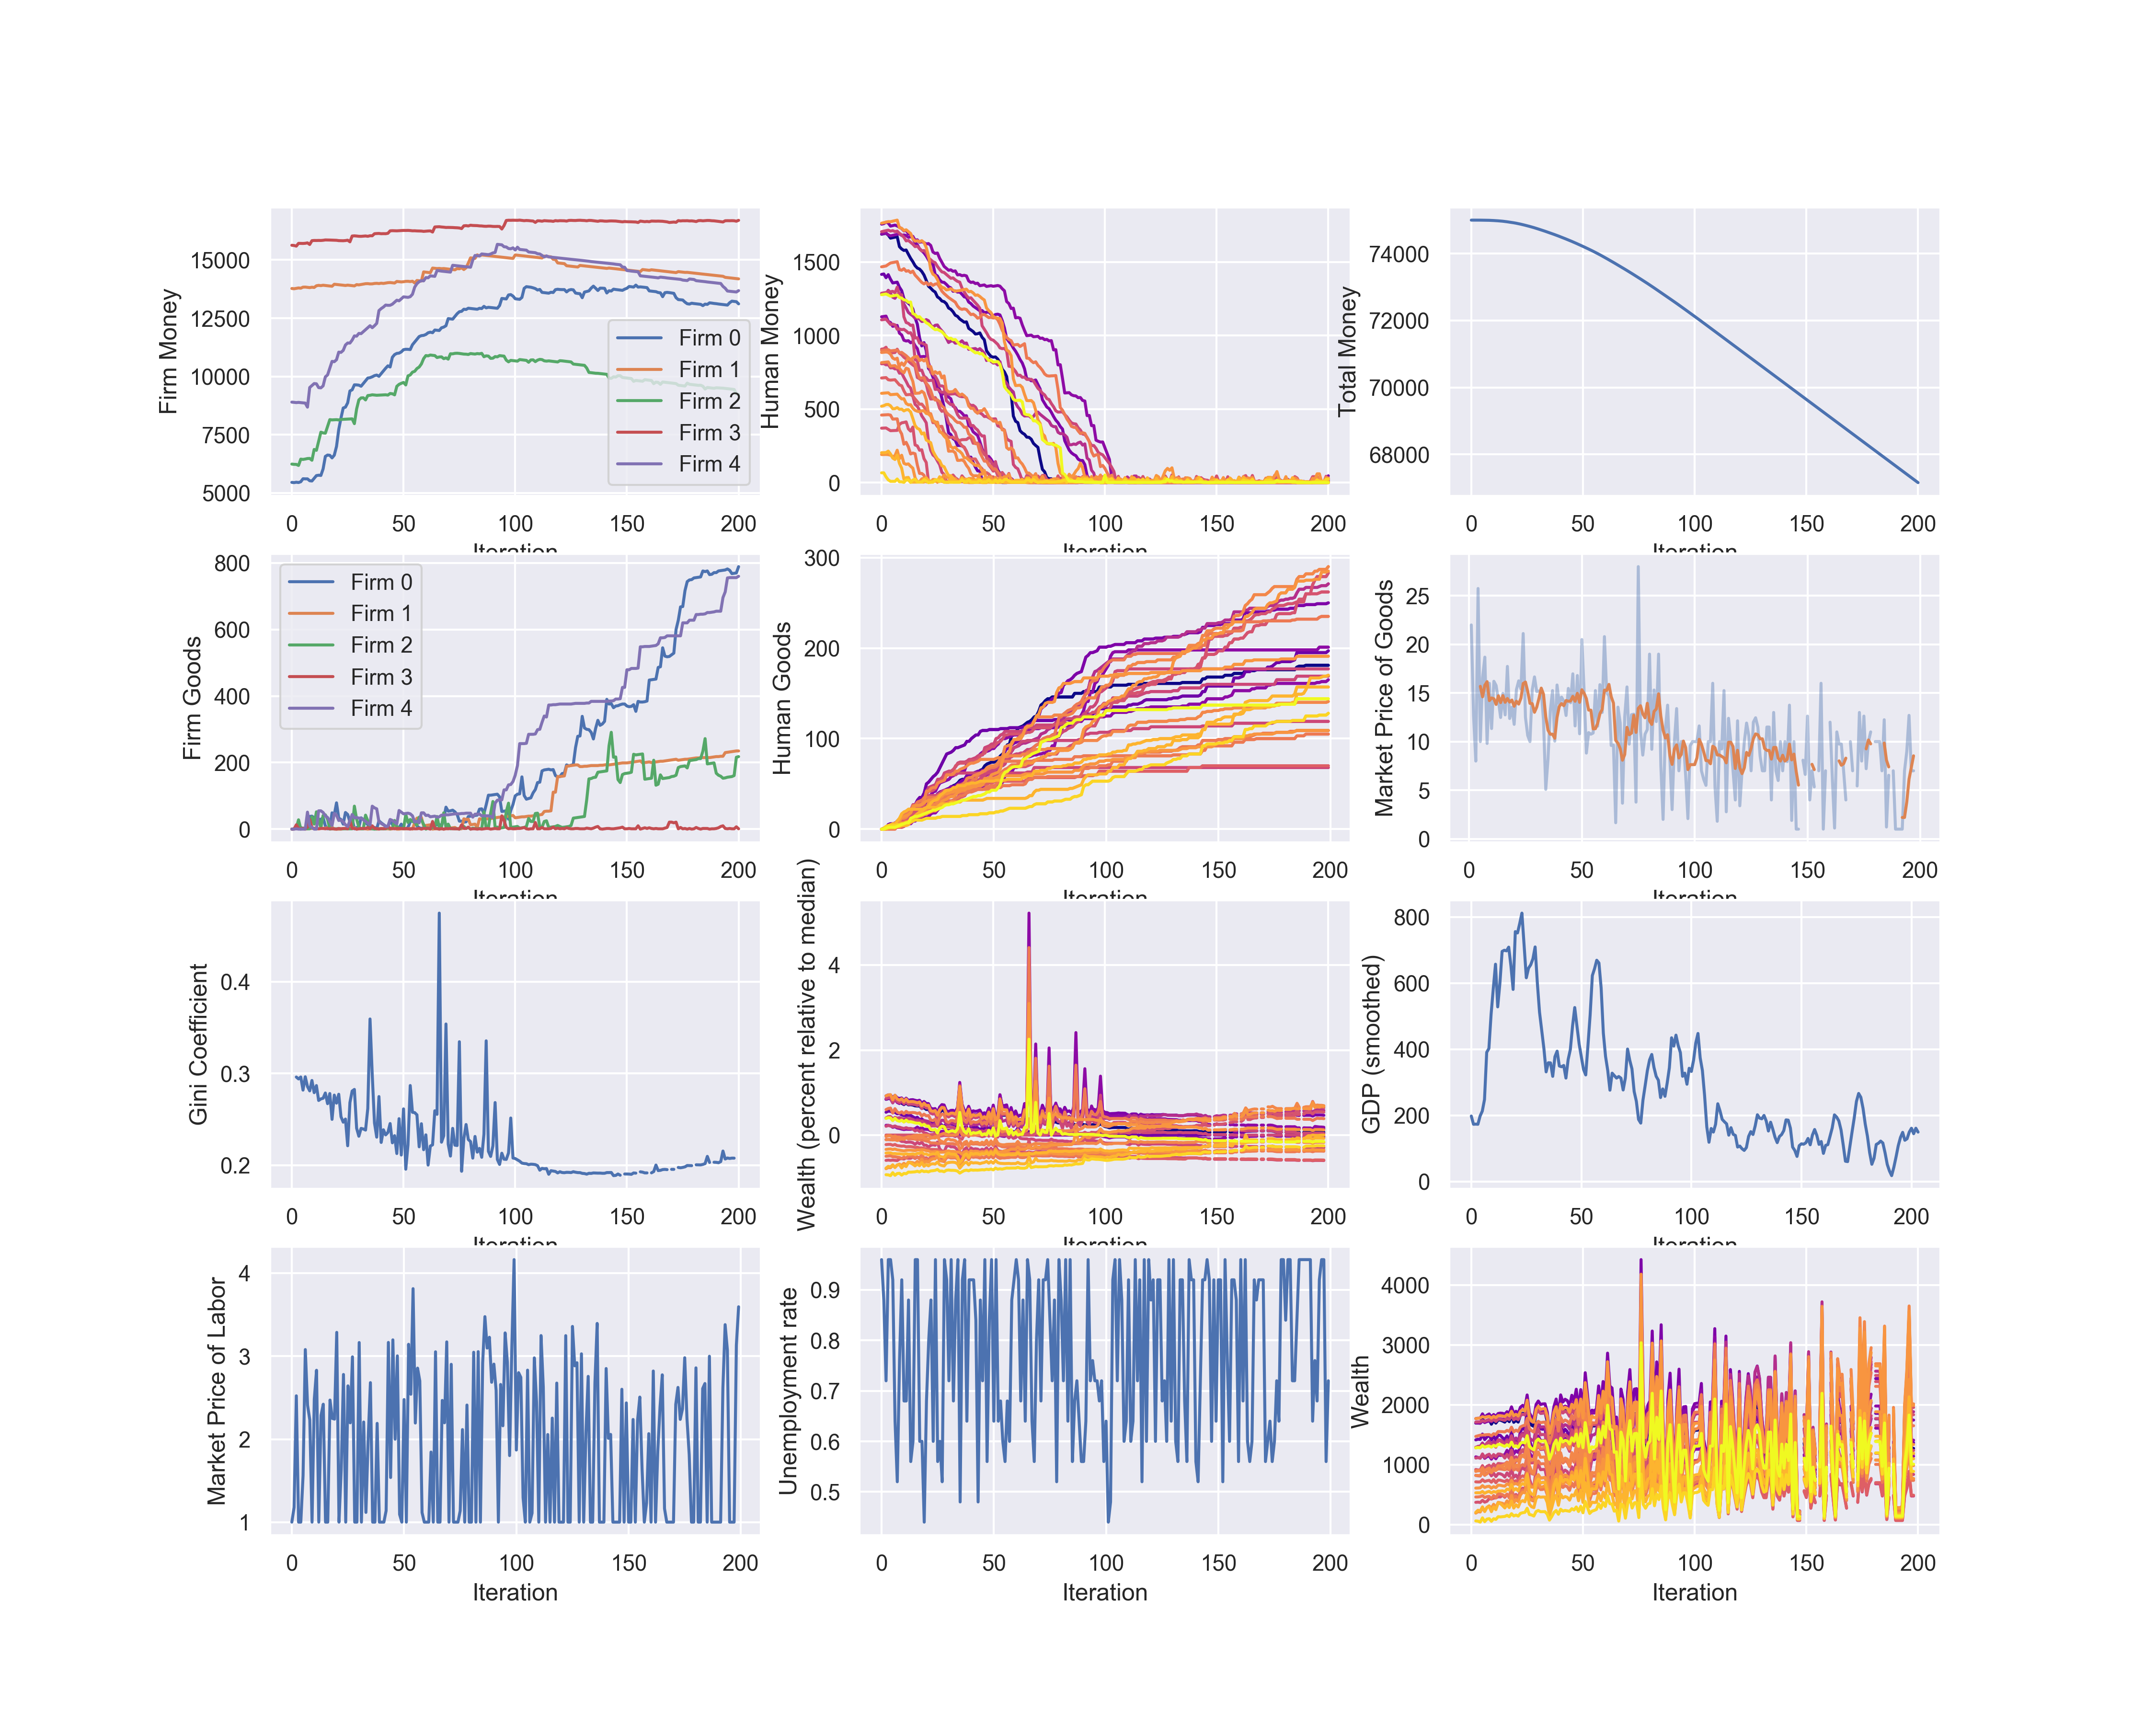 Firm Money
15000
12500
10000
7500
5000
0 50 100 150 200
Iteration
Firm 0
Firm 1
Firm 2
Firm 3
Firm 4
Human Money
1500
1000
500
0
0 50 100 150 200
Iteration
Total Money
74000
72000
70000
68000
0 50 100 150 200
Iteration
Firm Goods
800
600
400
200
0
0 50 100 150 200
Iteration
Firm 0
Firm 1
Firm 2
Firm 3
Firm 4
Human Goods
300
200
100
0
0 50 100 150 200
Iteration
Market Price of Goods
25
20
15
10
5
0
0 50 100 150 200
Iteration
Gini Coefficient
0.4
0.3
0.2
0 50 100 150 200
Iteration
Wealth (percent relative to median)
4
2
0
0 50 100 150 200
Iteration
GDP (smoothed)
800
600
400
200
0
0 50 100 150 200
Iteration
Market Price of Labor
4
3
2
1
0 50 100 150 200
Iteration
Unemployment rate
0.9
0.8
0.7
0.6
0.5
0 50 100 150 200
Iteration
Wealth
4000
3000
2000
1000
0
0 50 100 150 200
Iteration